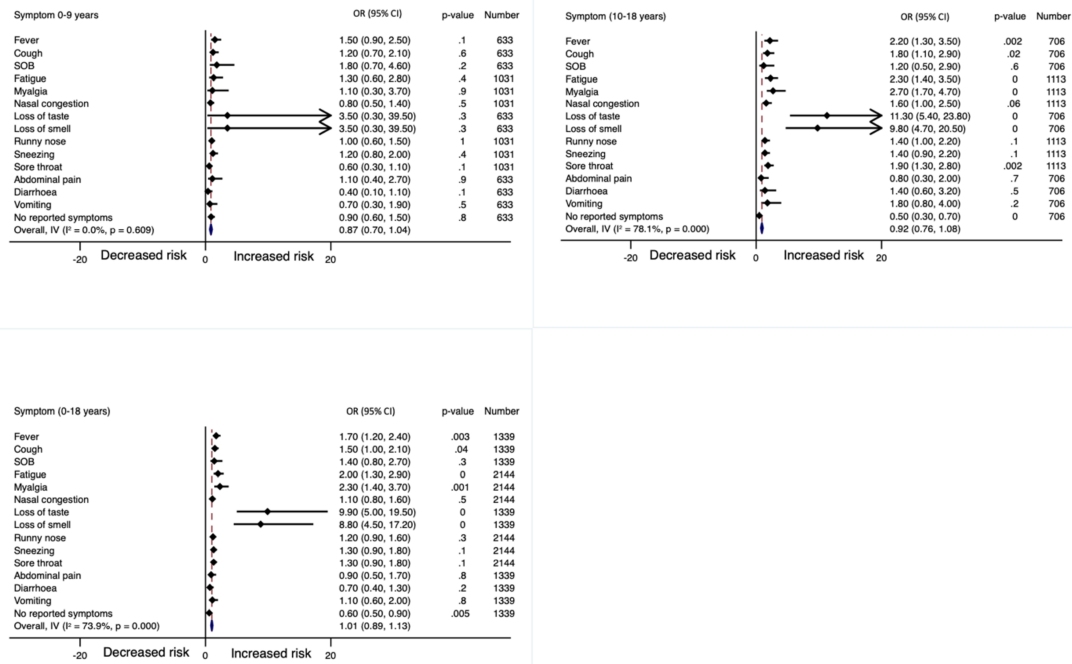 Symptom 0-9 years OR (95% CI) p-value Number
Fever 1.50 (0.90, 2.50) .1 633
Cough 1.20 (0.70, 2.10) .6 633
SOB 1.80 (0.70, 4.60) .2 633
Fatigue 1.30 (0.60, 2.80) .4 1031
Myalgia 1.10 (0.30, 3.70) .9 1031
Nasal congestion 0.80 (0.50, 1.40) .5 1031
Loss of taste 3.50 (0.30, 39.50) .3 633
Loss of smell 3.50 (0.30, 39.50) .3 633
Runny nose 1.00 (0.60, 1.50) 1 1031
Sneezing 1.20 (0.80, 2.00) .4 1031
Sore throat 0.60 (0.30, 1.10) .1 1031
Abdominal pain 1.10 (0.40, 2.70) .9 633
Diarrhoea 0.40 (0.10, 1.10) .1 633
Vomiting 0.70 (0.30, 1.90) .5 633
No reported symptoms 0.90 (0.60, 1.50) .8 633
Overall, IV (I² = 0.0%, p = 0.609) 0.87 (0.70, 1.04)
-20 Decreased risk 0 Increased risk 20
Symptom (10-18 years) OR (95% CI) p-value Number
Fever 2.20 (1.30, 3.50) .002 706
Cough 1.80 (1.10, 2.90) .02 706
SOB 1.20 (0.50, 2.90) .6 706
Fatigue 2.30 (1.40, 3.50) 0 1113
Myalgia 2.70 (1.70, 4.70) 0 1113
Nasal congestion 1.60 (1.00, 2.50) .06 1113
Loss of taste 11.30 (5.40, 23.80) 0 706
Loss of smell 9.80 (4.70, 20.50) 0 706
Runny nose 1.40 (1.00, 2.20) .1 1113
Sneezing 1.40 (0.90, 2.20) .1 1113
Sore throat 1.90 (1.30, 2.80) .002 1113
Abdominal pain 0.80 (0.30, 2.00) .7 706
Diarrhoea 1.40 (0.60, 3.20) .5 706
Vomiting 1.80 (0.80, 4.00) .2 706
No reported symptoms 0.50 (0.30, 0.70) 0 706
Overall, IV (I² = 78.1%, p = 0.000) 0.92 (0.76, 1.08)
-20 Decreased risk 0 Increased risk 20
Symptom (0-18 years) OR (95% CI) p-value Number
Fever 1.70 (1.20, 2.40) .003 1339
Cough 1.50 (1.00, 2.10) .04 1339
SOB 1.40 (0.80, 2.70) .3 1339
Fatigue 2.00 (1.30, 2.90) 0 2144
Myalgia 2.30 (1.40, 3.70) .001 2144
Nasal congestion 1.10 (0.80, 1.60) .5 2144
Loss of taste 9.90 (5.00, 19.50) 0 1339
Loss of smell 8.80 (4.50, 17.20) 0 1339
Runny nose 1.20 (0.90, 1.60) .3 2144
Sneezing 1.30 (0.90, 1.80) .1 2144
Sore throat 1.30 (0.90, 1.80) .1 2144
Abdominal pain 0.90 (0.50, 1.70) .8 1339
Diarrhoea 0.70 (0.40, 1.30) .2 1339
Vomiting 1.10 (0.60, 2.00) .8 1339
No reported symptoms 0.60 (0.50, 0.90) .005 1339
Overall, IV (I² = 73.9%, p = 0.000) 1.01 (0.89, 1.13)
-20 Decreased risk 0 Increased risk 20